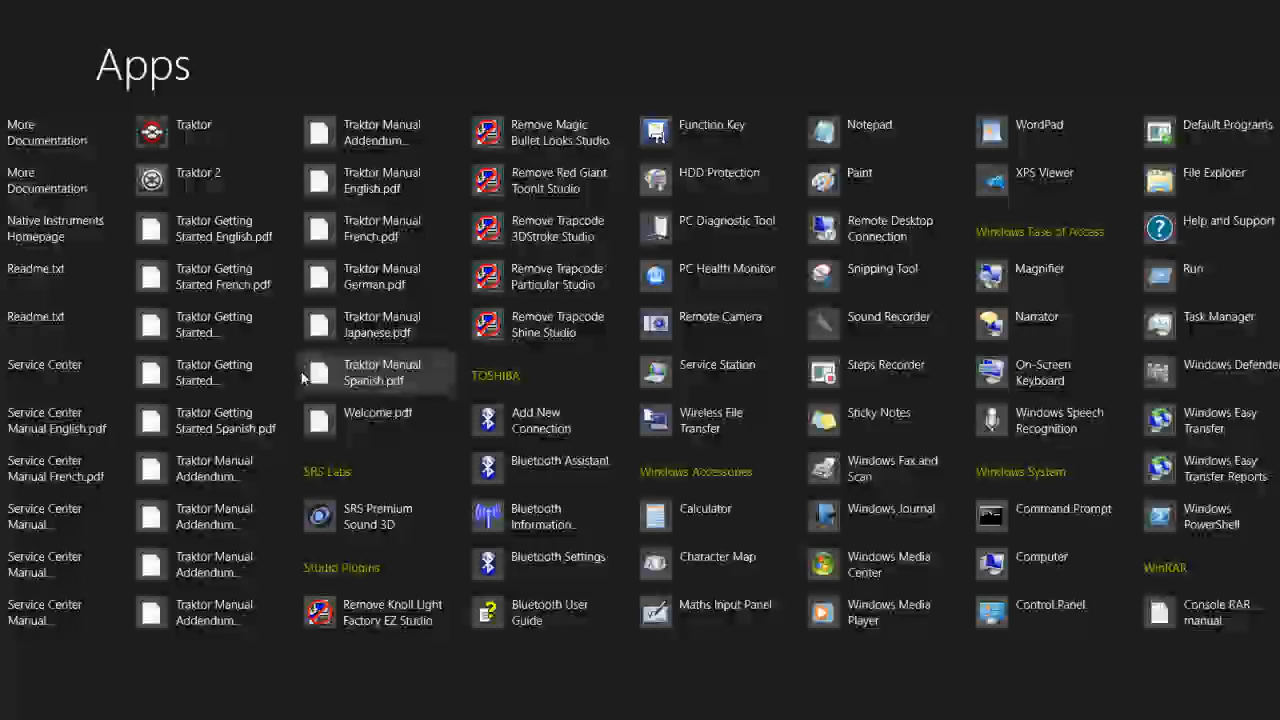 Apps
More
Documentation
More
Documentation
Native Instruments
Homepage
Readme.txt
Readme.txt
Service Center
Service Center
Manual English.pdf
Service Center
Manual French.pdf
Service Center
Manual...
Service Center
Manual...
Service Center
Manual...
Traktor
Traktor 2
Traktor Getting
Started English.pdf
Traktor Getting
Started French.pdf
Traktor Getting
Started...
Traktor Getting
Started...
Traktor Getting
Started Spanish.pdf
Traktor Manual
Addendum...
Traktor Manual
Addendum...
Traktor Manual
Addendum...
Traktor Manual
Addendum...
Traktor Manual
Addendum...
Traktor Manual
English.pdf
Traktor Manual
French.pdf
Traktor Manual
German.pdf
Traktor Manual
Japanese.pdf
Traktor Manual
Spanish.pdf
Welcome.pdf
SRS Labs
SRS Premium
Sound 3D
Studio Plugins
Remove Knoll Light
Factory EZ Studio
Remove Magic
Bullet Looks Studio
Remove Red Giant
ToonIt Studio
Remove Trapcode
3DStroke Studio
Remove Trapcode
Particular Studio
Remove Trapcode
Shine Studio
TOSHIBA
Add New
Connection
Bluetooth Assistant
Bluetooth
Information...
Bluetooth Settings
Bluetooth User
Guide
Function Key
HDD Protection
PC Diagnostic Tool
PC Health Monitor
Remote Camera
Service Station
Wireless File
Transfer
Windows Accessories
Calculator
Character Map
Maths Input Panel
Notepad
Paint
Remote Desktop
Connection
Snipping Tool
Sound Recorder
Steps Recorder
Sticky Notes
Windows Fax and
Scan
Windows Journal
Windows Media
Center
Windows Media
Player
WordPad
XPS Viewer
Windows Ease of Access
Magnifier
Narrator
On-Screen
Keyboard
Windows Speech
Recognition
Windows System
Command Prompt
Computer
Control Panel
Default Programs
File Explorer
Help and Support
Run
Task Manager
Windows Defender
Windows Easy
Transfer
Windows Easy
Transfer Reports
Windows
PowerShell
WinRAR
Console RAR
manual